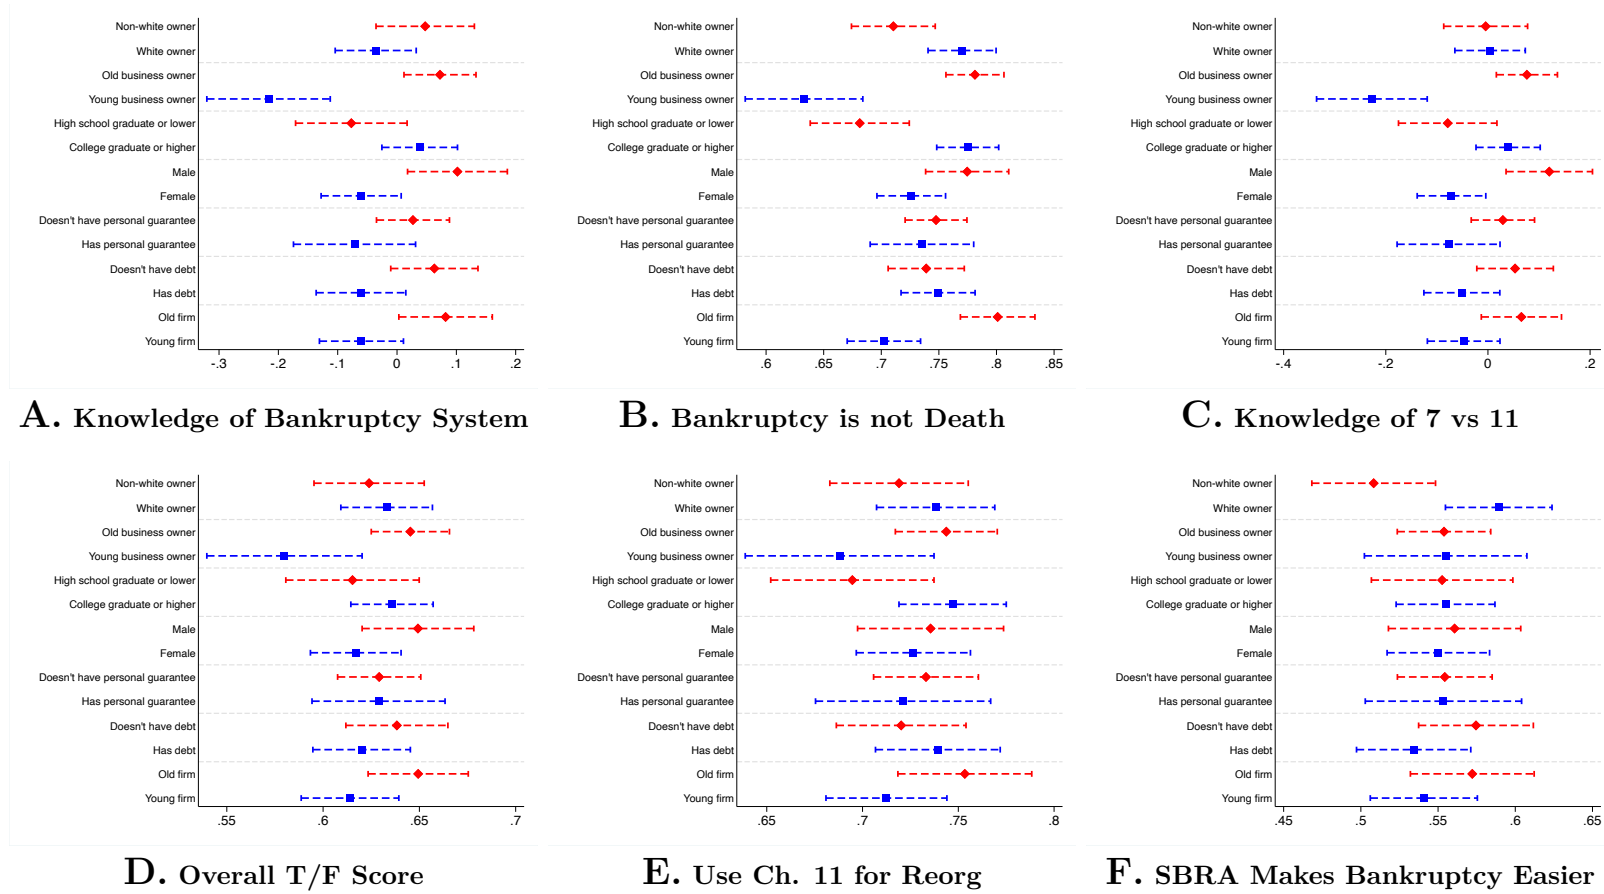 Non-white owner
White owner
Old business owner
Young business owner
High school graduate or lower
College graduate or higher
Male
Female
Doesn't have personal guarantee
Has personal guarantee
Doesn't have debt
Has debt
Old firm
Young firm
-.3 -.2 -.1 0 .1 .2
A. Knowledge of Bankruptcy System
Non-white owner
White owner
Old business owner
Young business owner
High school graduate or lower
College graduate or higher
Male
Female
Doesn't have personal guarantee
Has personal guarantee
Doesn't have debt
Has debt
Old firm
Young firm
.6 .65 .7 .75 .8 .85
B. Bankruptcy is not Death
Non-white owner
White owner
Old business owner
Young business owner
High school graduate or lower
College graduate or higher
Male
Female
Doesn't have personal guarantee
Has personal guarantee
Doesn't have debt
Has debt
Old firm
Young firm
-.4 -.2 0 .2
C. Knowledge of 7 vs 11
Non-white owner
White owner
Old business owner
Young business owner
High school graduate or lower
College graduate or higher
Male
Female
Doesn't have personal guarantee
Has personal guarantee
Doesn't have debt
Has debt
Old firm
Young firm
.55 .6 .65 .7
D. Overall T/F Score
Non-white owner
White owner
Old business owner
Young business owner
High school graduate or lower
College graduate or higher
Male
Female
Doesn't have personal guarantee
Has personal guarantee
Doesn't have debt
Has debt
Old firm
Young firm
.65 .7 .75 .8
E. Use Ch. 11 for Reorg
Non-white owner
White owner
Old business owner
Young business owner
High school graduate or lower
College graduate or higher
Male
Female
Doesn't have personal guarantee
Has personal guarantee
Doesn't have debt
Has debt
Old firm
Young firm
.45 .5 .55 .6 .65
F. SBRA Makes Bankruptcy Easier